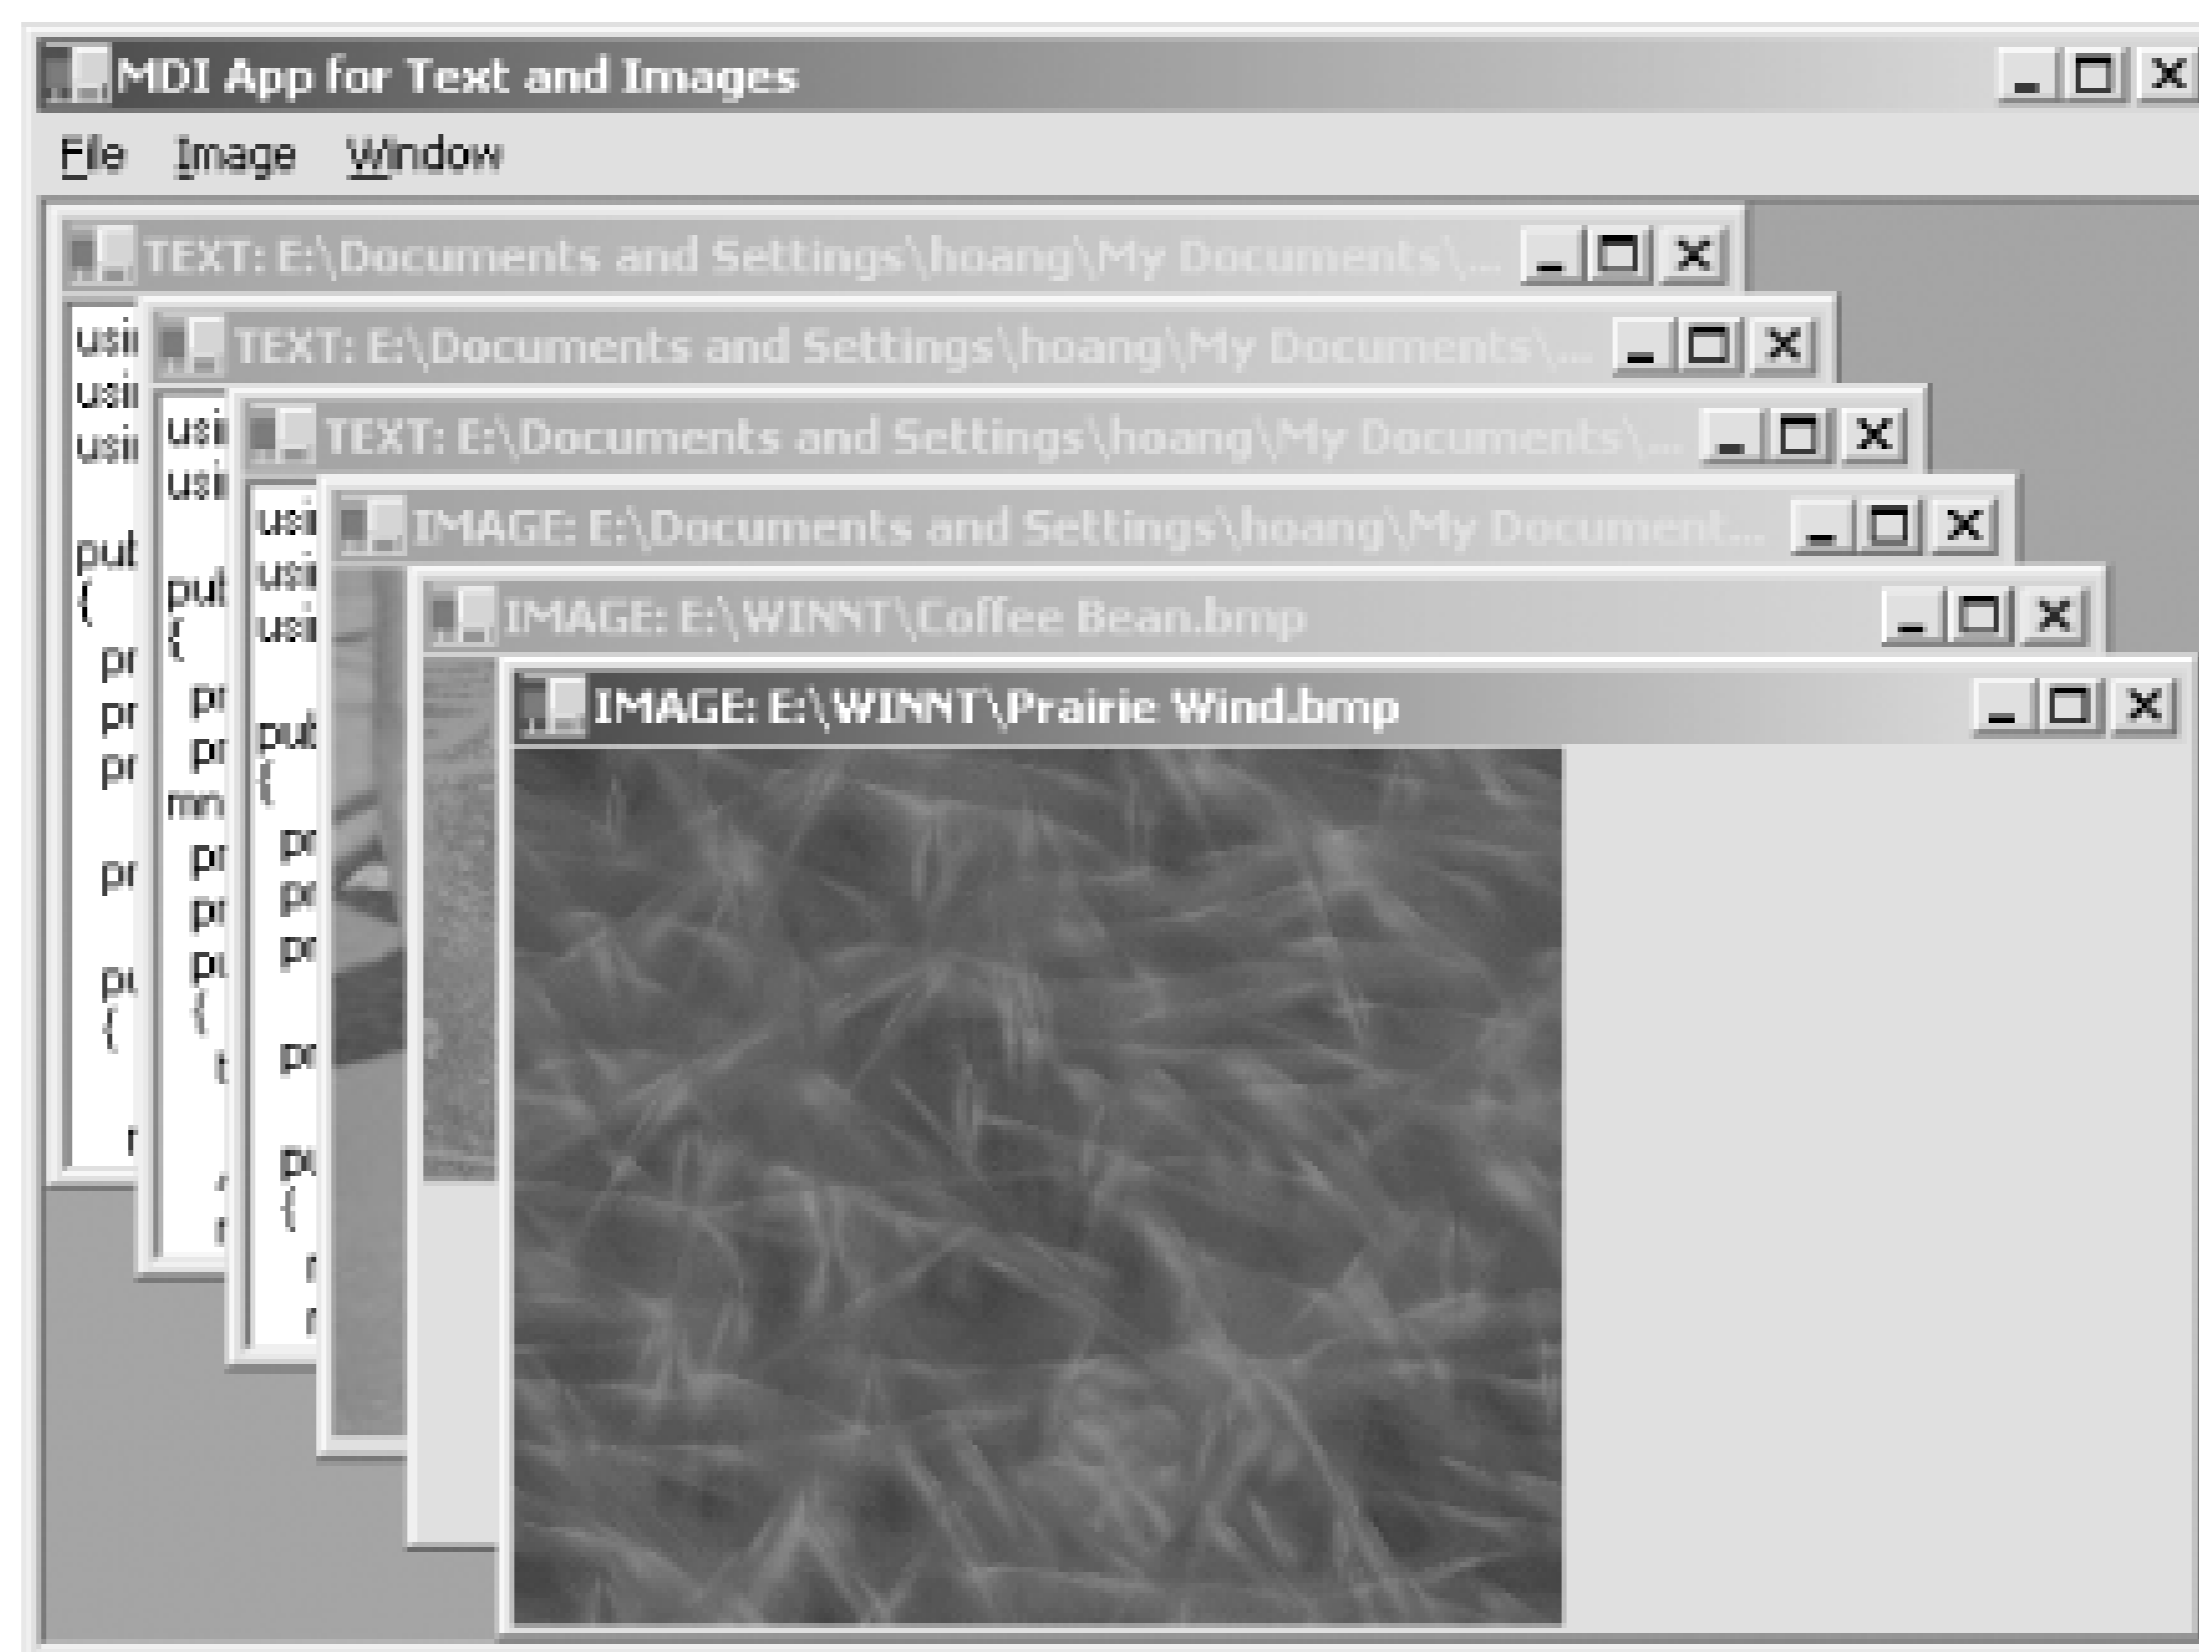 MDI App for Text and Images
File Image Window
TEXT: E:\Documents and Settings\hoang\My Documents\...
TEXT: E:\Documents and Settings\hoang\My Documents\...
TEXT: E:\Documents and Settings\hoang\My Documents\...
IMAGE: E:\Documents and Settings\hoang\My Document...
IMAGE: E:\WINNT\Coffee Bean.bmp
IMAGE: E:\WINNT\Prairie Wind.bmp